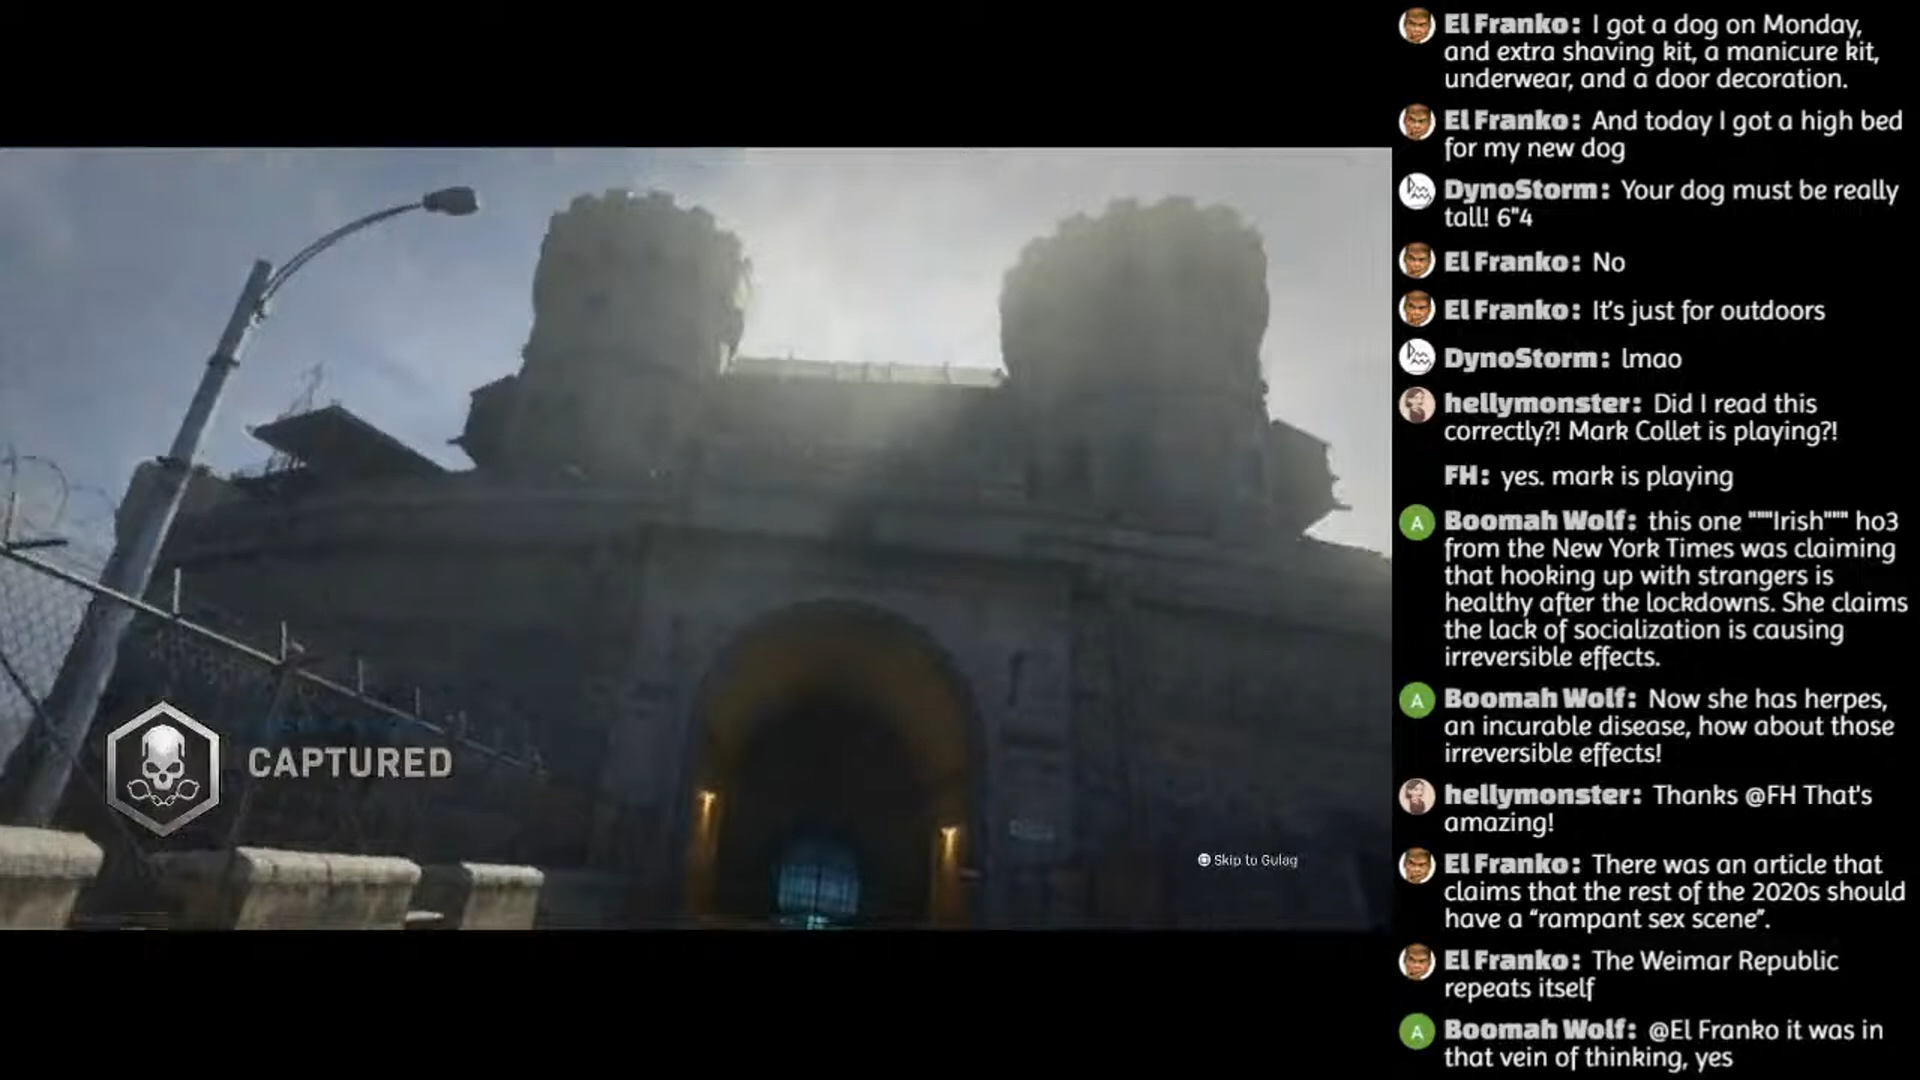 CAPTURED
Skip to Gulag
El Franko: I got a dog on Monday,
and extra shaving kit, a manicure kit,
underwear, and a door decoration.
El Franko: And today I got a high bed
for my new dog
DynoStorm: Your dog must be really
tall! 6"4
El Franko: No
El Franko: It's just for outdoors
DynoStorm: lmao
hellymonster: Did I read this
correctly?! Mark Collet is playing?!
FH: yes. mark is playing
A Boomah Wolf: this one """Irish""" ho3
from the New York Times was claiming
that hooking up with strangers is
healthy after the lockdowns. She claims
the lack of socialization is causing
irreversible effects.
A Boomah Wolf: Now she has herpes,
an incurable disease, how about those
irreversible effects!
hellymonster: Thanks @FH That's
amazing!
El Franko: There was an article that
claims that the rest of the 2020s should
have a “rampant sex scene”.
El Franko: The Weimar Republic
repeats itself
A Boomah Wolf: @El Franko it was in
that vein of thinking, yes